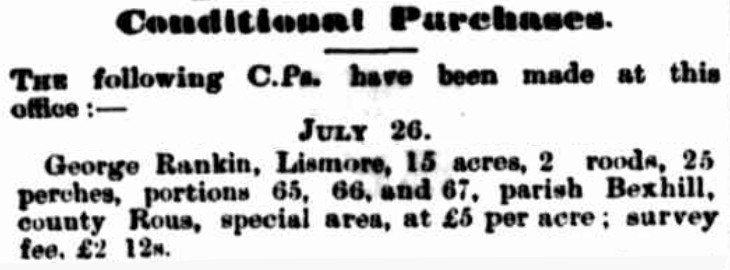 Conditional Purchases.
THE following C.Ps. have been made at this
office :—
JULY 26.
George Rankin, Lismore, 15 acres, 2 roods, 25
perches, portions 65, 66, and 67, parish Bexhill,
county Rous, special area, at £5 per acre ; survey
fee, £2 12s.